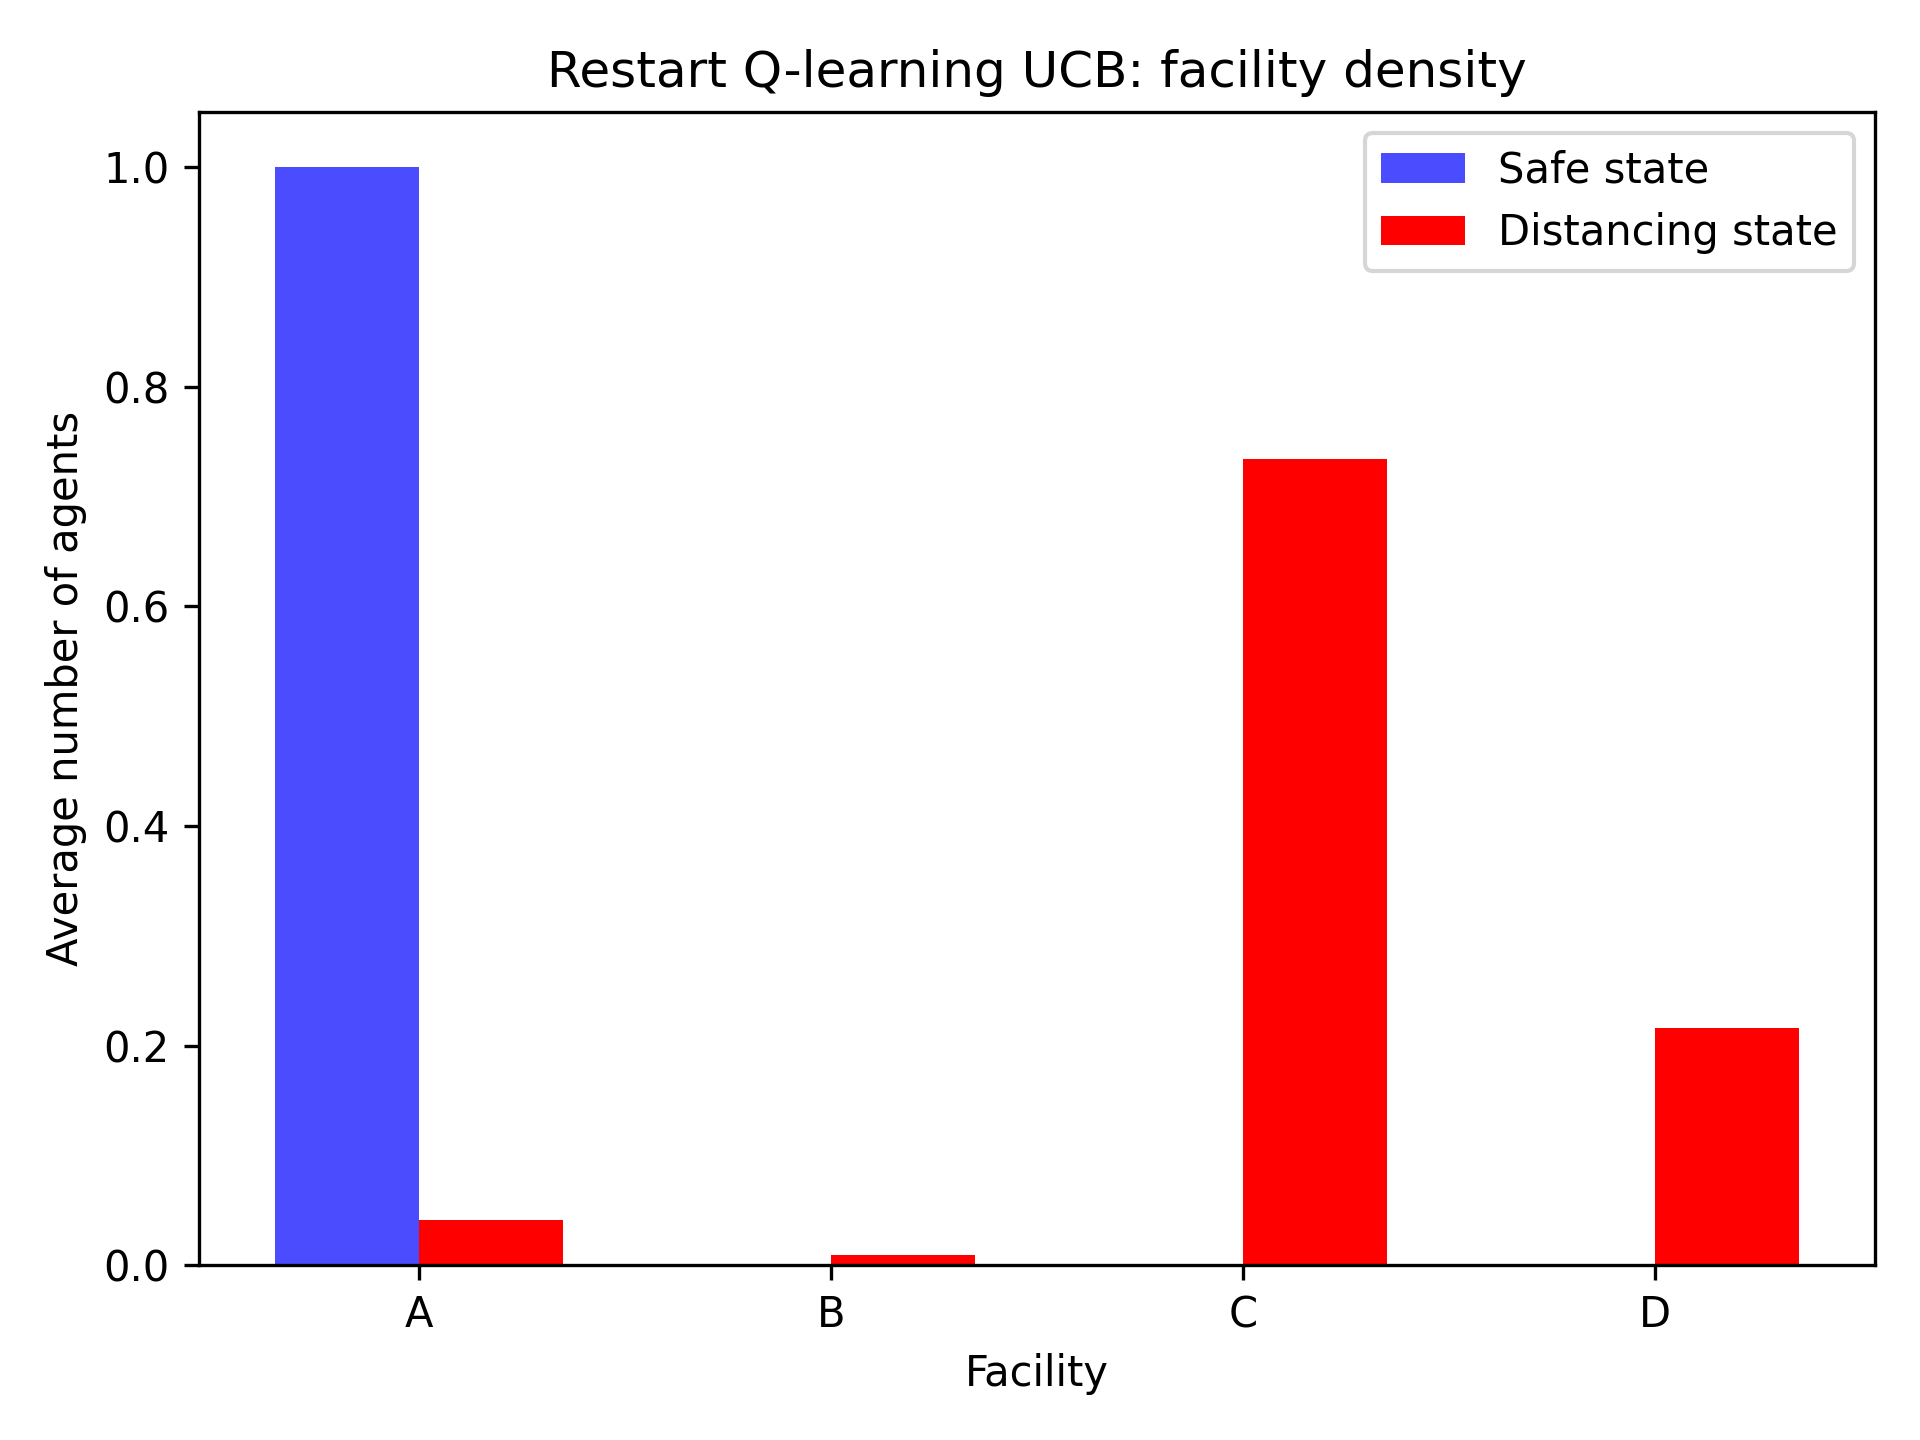 Restart Q-learning UCB: facility density
Safe state
Distancing state
1.0
0.8
0.6
0.4
0.2
0.0
Average number of agents
A
B
C
D
Facility